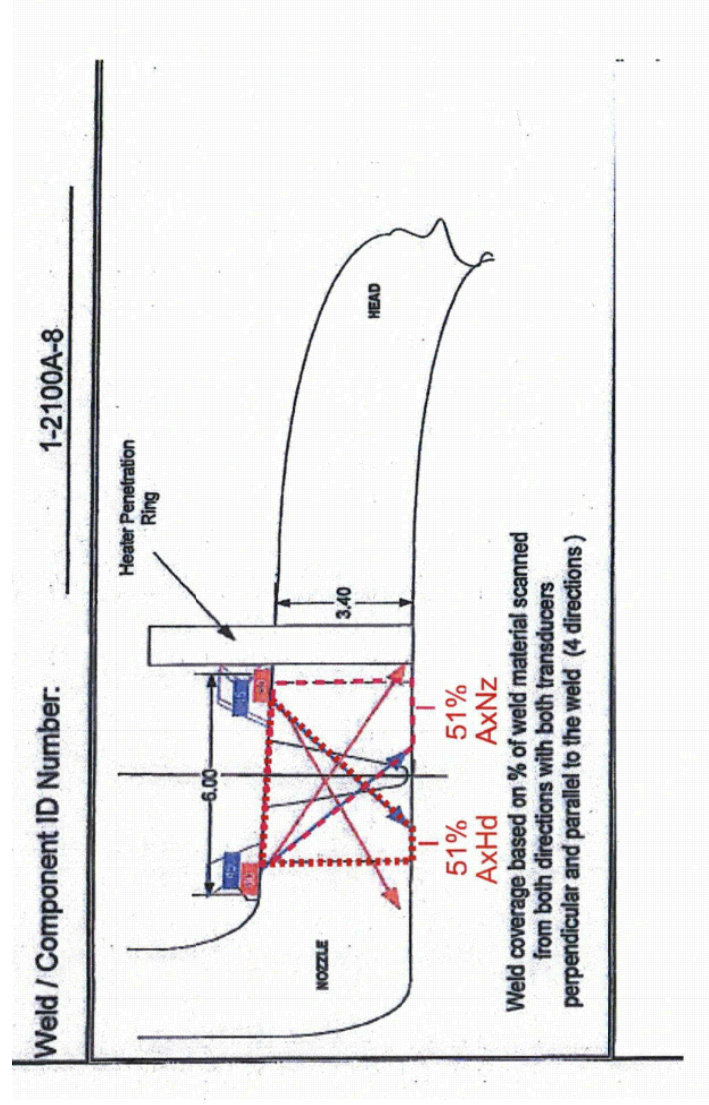 Weld / Component ID Number: 1-2100A-8
Heater Penetration
Ring
6.00
3.40
HEAD
NOZZLE
51%
AxHd
51%
AxNz
Weld coverage based on % of weld material scanned
from both directions with both transducers
perpendicular and parallel to the weld (4 directions )